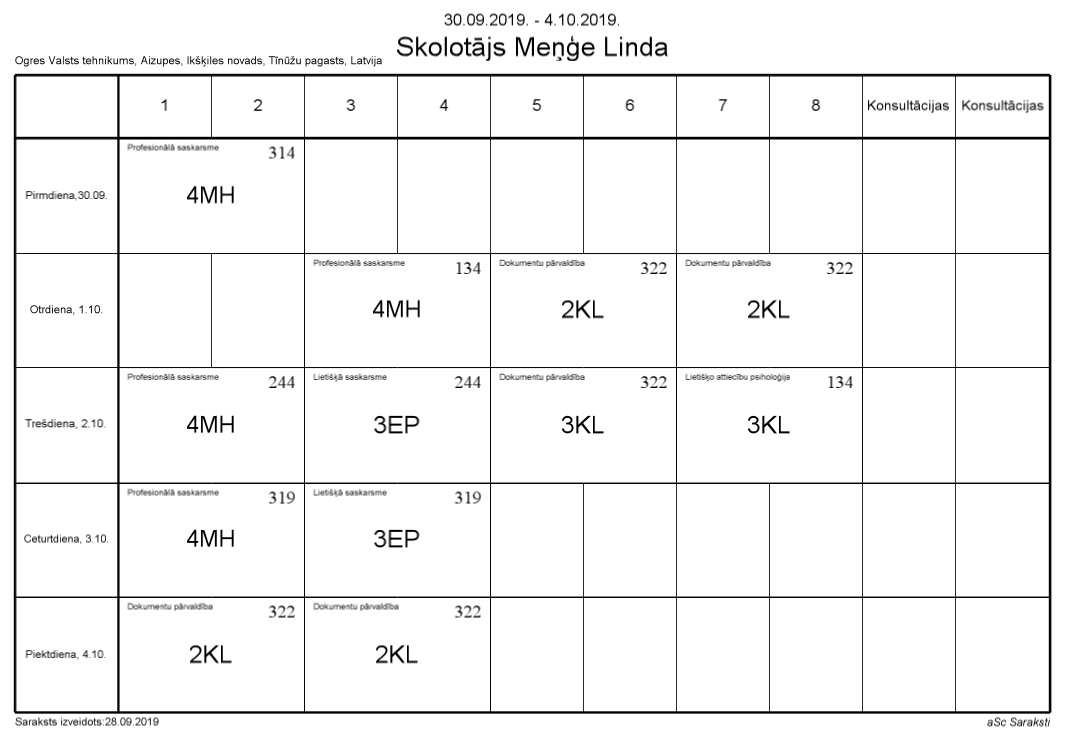 30.09.2019. - 4.10.2019.
Skolotājs Meņģe Linda
Ogres Valsts tehnikums, Aizupes, Ikšķiles novads, Tīnūžu pagasts, Latvija
1 2 3 4 5 6 7 8 Konsultācijas Konsultācijas
Profesionālā saskarsme 314
Pirmdiena,30.09. 4MH
Profesionālā saskarsme 134 Dokumentu pārvaldība 322 Dokumentu pārvaldība 322
Otrdiena, 1.10. 4MH 2KL 2KL
Profesionālā saskarsme 244 Lietišķā saskarsme 244 Dokumentu pārvaldība 322 Lietišķo attiecību psiholoģija 134
Trešdiena, 2.10. 4MH 3EP 3KL 3KL
Profesionālā saskarsme 319 Lietišķā saskarsme 319
Ceturtdiena, 3.10. 4MH 3EP
Dokumentu pārvaldība 322 Dokumentu pārvaldība 322
Piektdiena, 4.10. 2KL 2KL
Saraksts izveidots:28.09.2019 aSc Saraksti